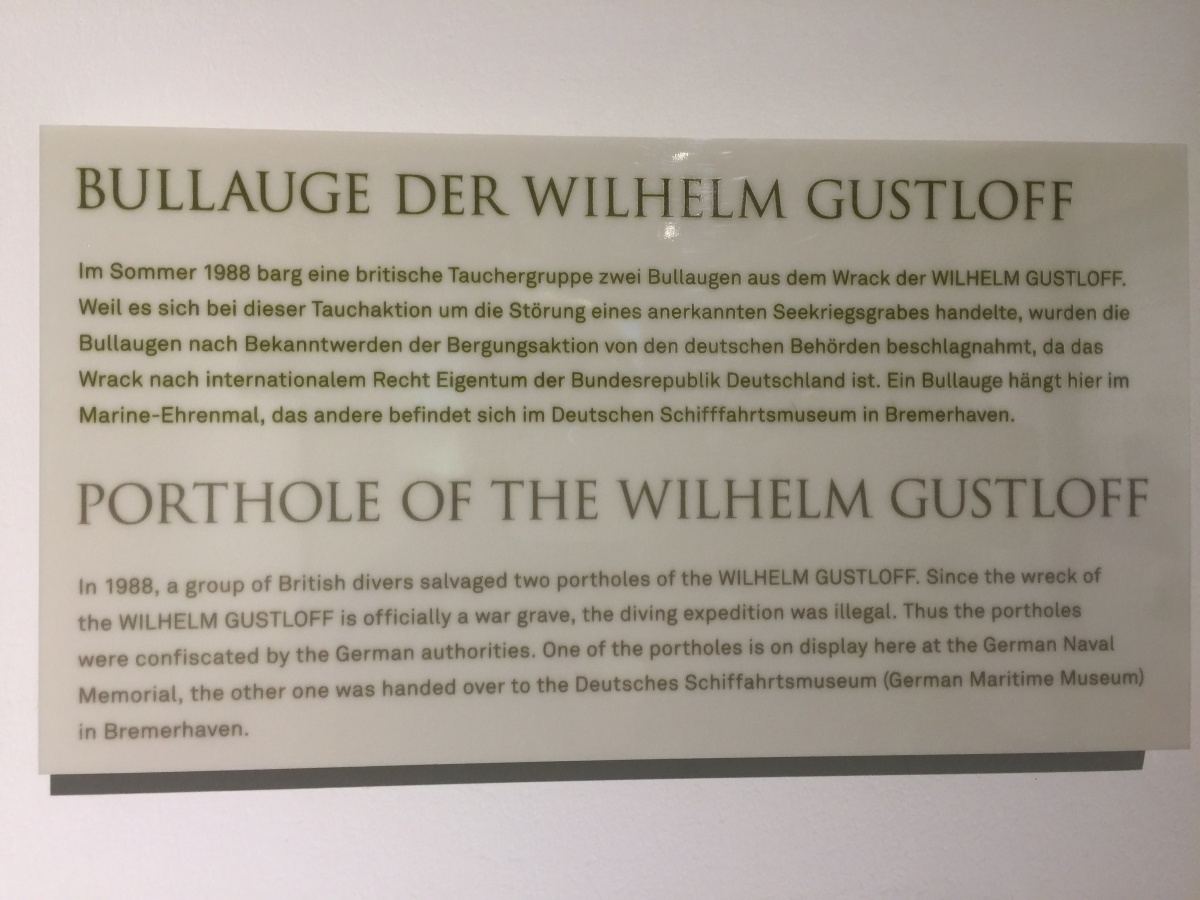 BULLAUGE DER WILHELM GUSTLOFF
Im Sommer 1988 barg eine britische Tauchergruppe zwei Bullaugen aus dem Wrack der WILHELM GUSTLOFF.
Weil es sich bei dieser Tauchaktion um die Störung eines anerkannten Seekriegsgrabes handelte, wurden die
Bullaugen nach Bekanntwerden der Bergungsaktion von den deutschen Behörden beschlagnahmt, da das
Wrack nach internationalem Recht Eigentum der Bundesrepublik Deutschland ist. Ein Bullauge hängt hier im
Marine-Ehrenmal, das andere befindet sich im Deutschen Schifffahrtsmuseum in Bremerhaven.
PORTHOLE OF THE WILHELM GUSTLOFF
In 1988, a group of British divers salvaged two portholes of the WILHELM GUSTLOFF. Since the wreck of
the WILHELM GUSTLOFF is officially a war grave, the diving expedition was illegal. Thus the portholes
were confiscated by the German authorities. One of the portholes is on display here at the German Naval
Memorial, the other one was handed over to the Deutsches Schiffahrtsmuseum (German Maritime Museum)
in Bremerhaven.